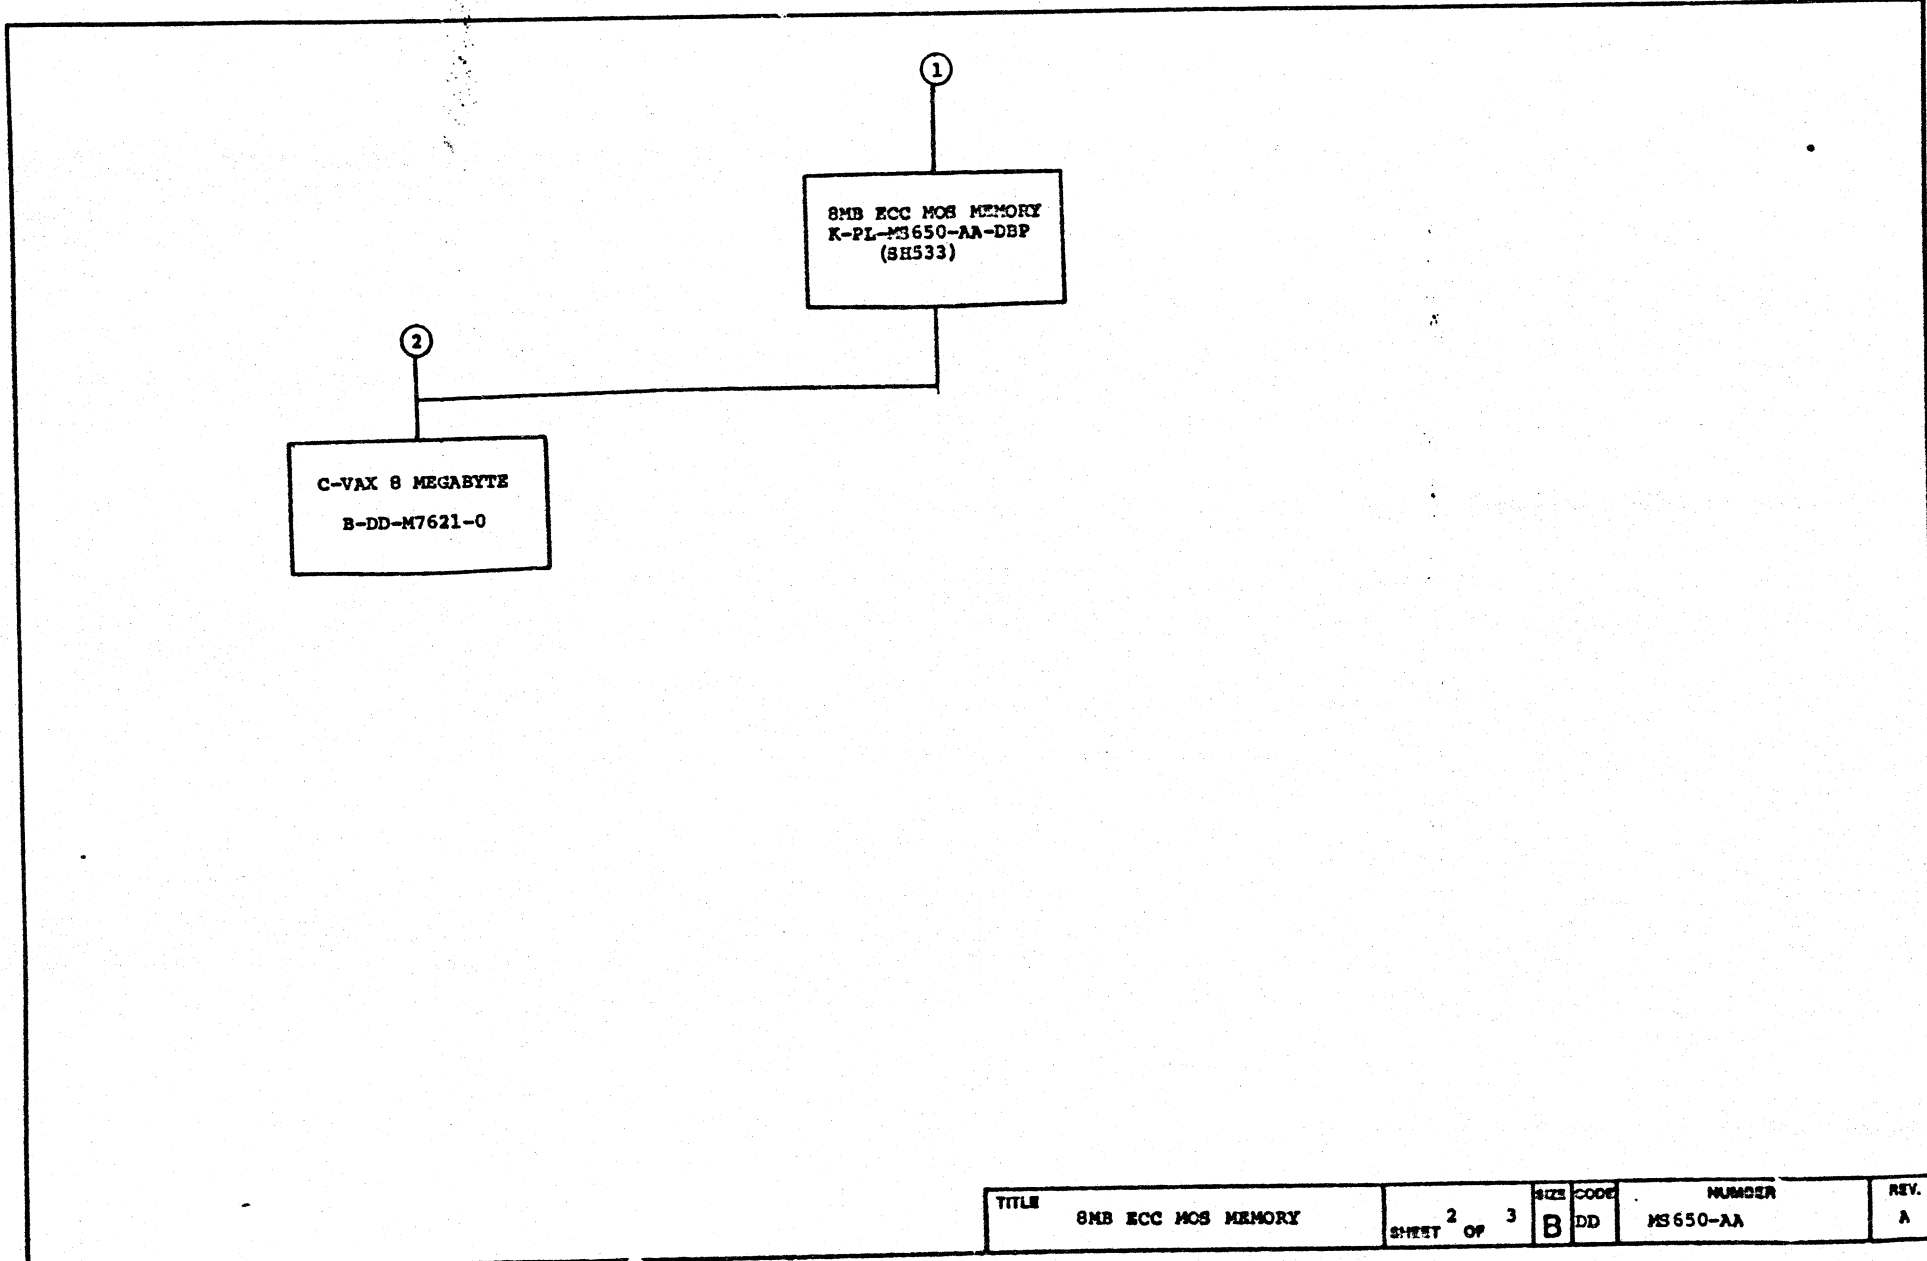 1
8MB ECC MOS MEMORY
K-PL-MS650-AA-DBP
(SH533)
2
C-VAX 8 MEGABYTE
B-DD-M7621-0
TITLE
8MB ECC MOS MEMORY
SHEET 2 OF 3
SIZE
B
CODE
DD
NUMBER
MS650-AA
REV.
A